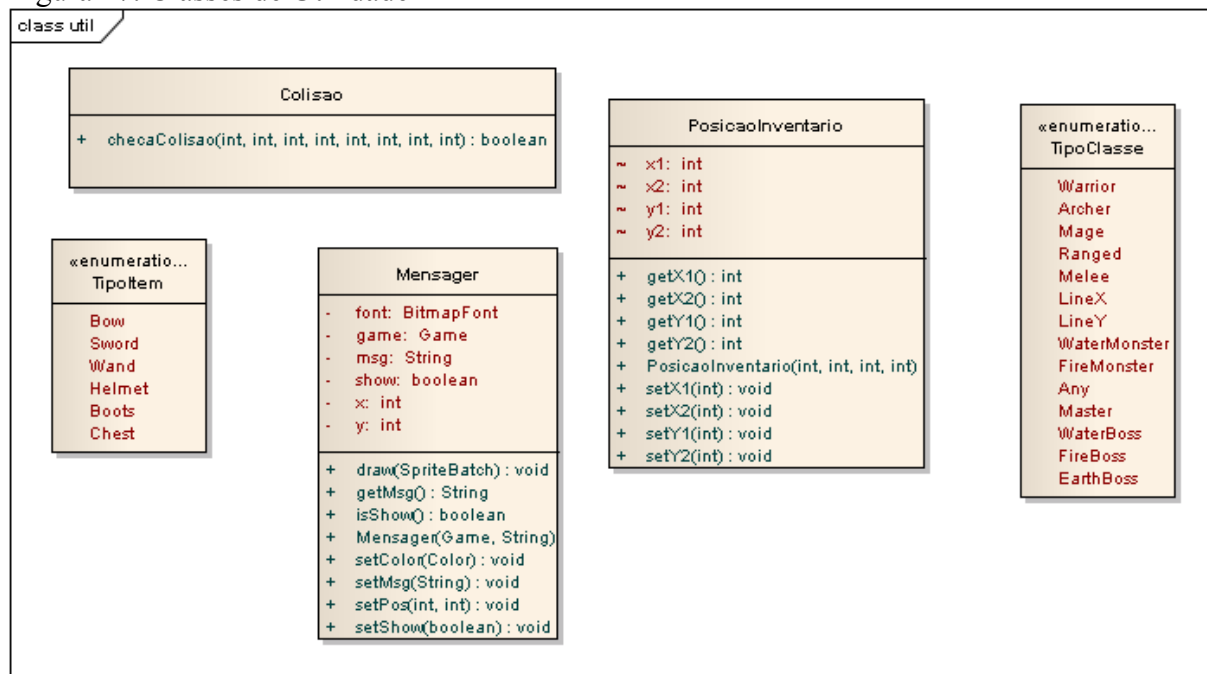 class util
Colisao
+ checaColisao(int, int, int, int, int, int, int, int) : boolean
«enumeratio...
TipoItem
Bow
Sword
Wand
Helmet
Boots
Chest
Mensager
- font: BitmapFont
- game: Game
- msg: String
- show: boolean
- x: int
- y: int
+ draw(SpriteBatch) : void
+ getMsg() : String
+ isShow() : boolean
+ Mensager(Game, String)
+ setColor(Color) : void
+ setMsg(String) : void
+ setPos(int, int) : void
+ setShow(boolean) : void
PosicaoInventario
~ x1: int
~ x2: int
~ y1: int
~ y2: int
+ getX1() : int
+ getX2() : int
+ getY1() : int
+ getY2() : int
+ PosicaoInventario(int, int, int, int)
+ setX1(int) : void
+ setX2(int) : void
+ setY1(int) : void
+ setY2(int) : void
«enumeratio...
TipoClasse
Warrior
Archer
Mage
Ranged
Melee
LineX
LineY
WaterMonster
FireMonster
Any
Master
WaterBoss
FireBoss
EarthBoss